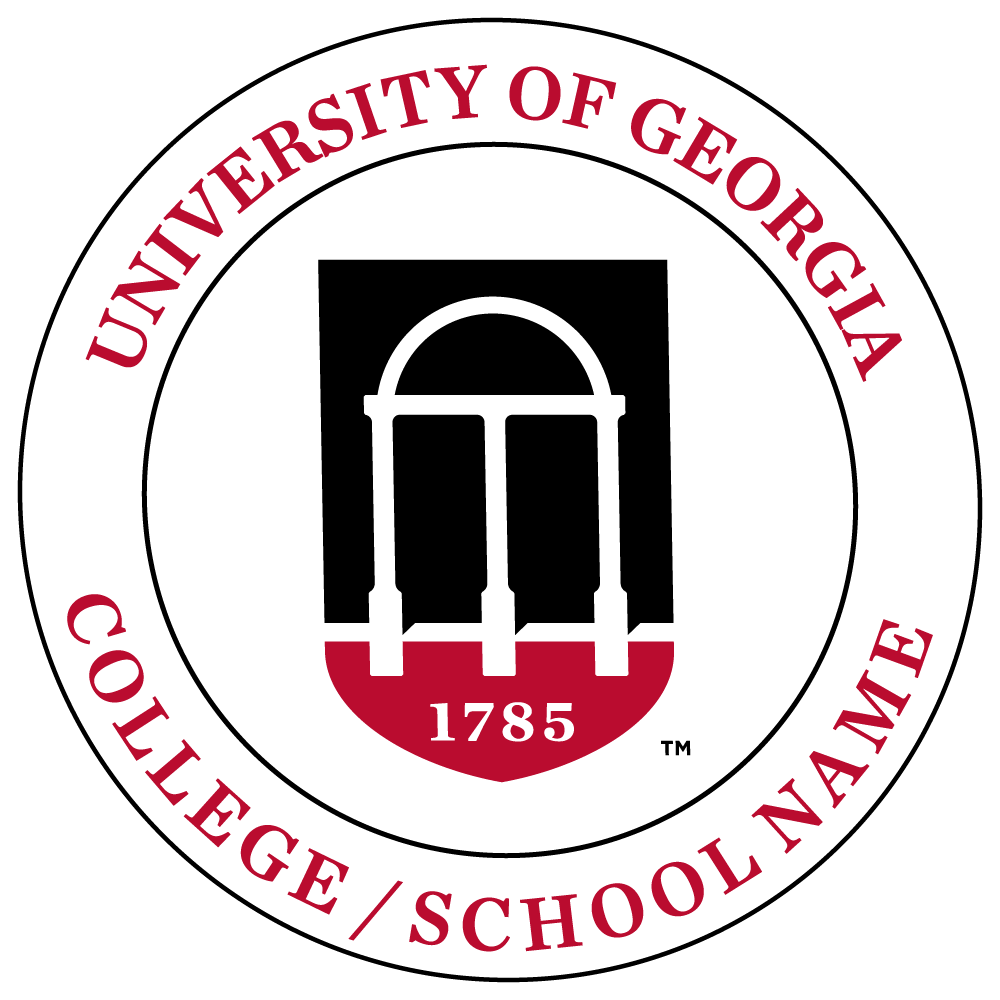 UNIVERSITY OF GEORGIA
1785
TM
COLLEGE / SCHOOL NAME